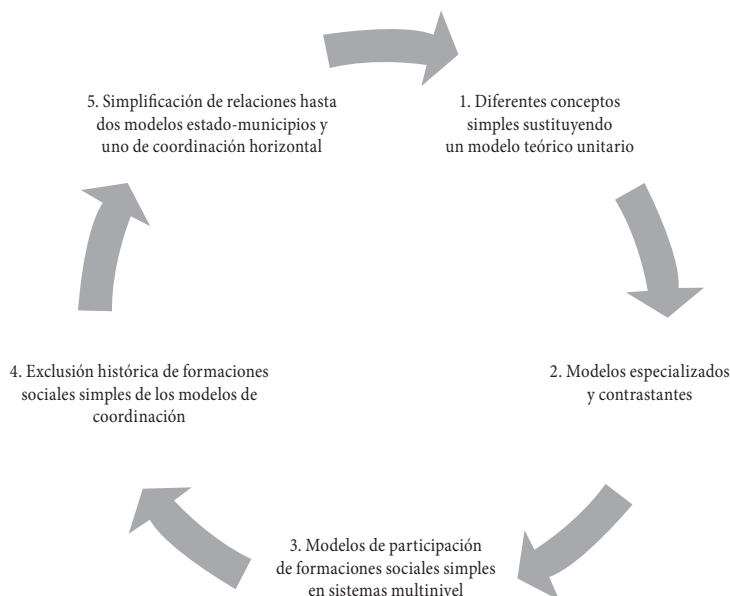 1. Diferentes conceptos
simples sustituyendo
un modelo teórico unitario
2. Modelos especializados
y contrastantes
3. Modelos de participación
de formaciones sociales simples
en sistemas multinivel
4. Exclusión histórica de formaciones
sociales simples de los modelos de
coordinación
5. Simplificación de relaciones hasta
dos modelos estado-municipios y
uno de coordinación horizontal